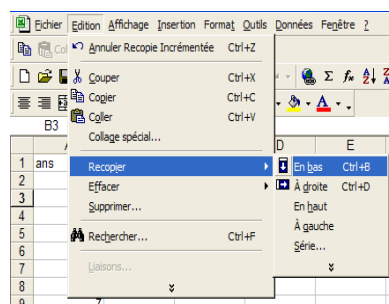 Fichier Edition Affichage Insertion Format Outils Données Fenêtre ?
Annuler Recopie Incrémentée Ctrl+Z
Couper Ctrl+X
Copier Ctrl+C
Coller Ctrl+V
Collage spécial...
Recopier
Effacer
Supprimer...
Rechercher... Ctrl+F
Liaisons...
En bas Ctrl+B
À droite Ctrl+D
En haut
À gauche
Série...
B3
D E
1 ans
2
3
4
5
6
7
8
9 7